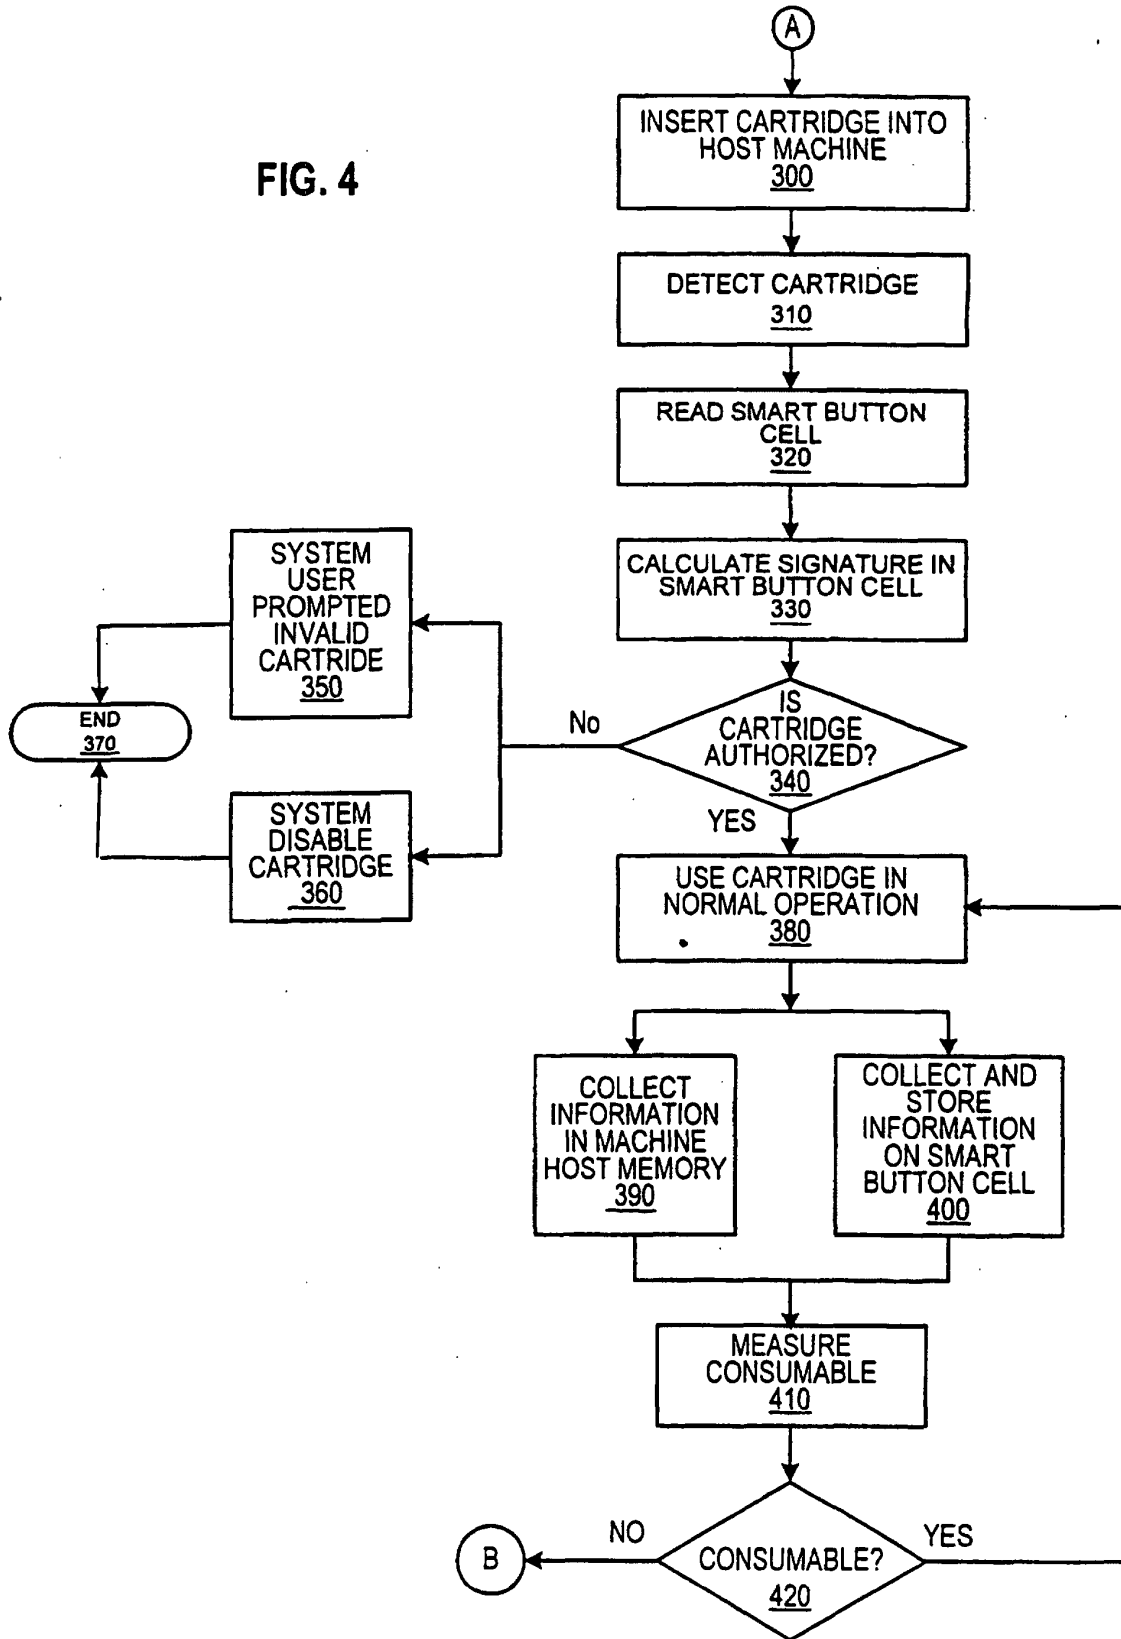 A
INSERT CARTRIDGE INTO
HOST MACHINE
300
FIG. 4
DETECT CARTRIDGE
310
READ SMART BUTTON
CELL
320
CALCULATE SIGNATURE IN
SMART BUTTON CELL
330
SYSTEM
USER
PROMPTED
INVALID
CARTRIDE
350
END
370
No
IS
CARTRIDGE
AUTHORIZED?
340
YES
SYSTEM
DISABLE
CARTRIDGE
360
USE CARTRIDGE IN
NORMAL OPERATION
380
COLLECT
INFORMATION
IN MACHINE
HOST MEMORY
390
COLLECT AND
STORE
INFORMATION
ON SMART
BUTTON CELL
400
MEASURE
CONSUMABLE
410
B
NO
CONSUMABLE?
420
YES